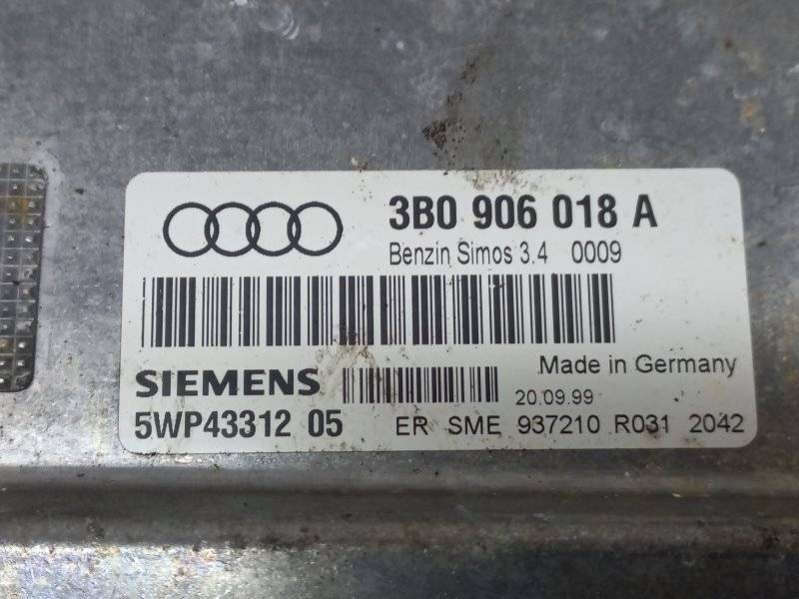 3B0 906 018 A
Benzin Simos 3.4 0009
Made in Germany
SIEMENS
20.09.99
5WP43312 05 ER SME 937210 R031 2042